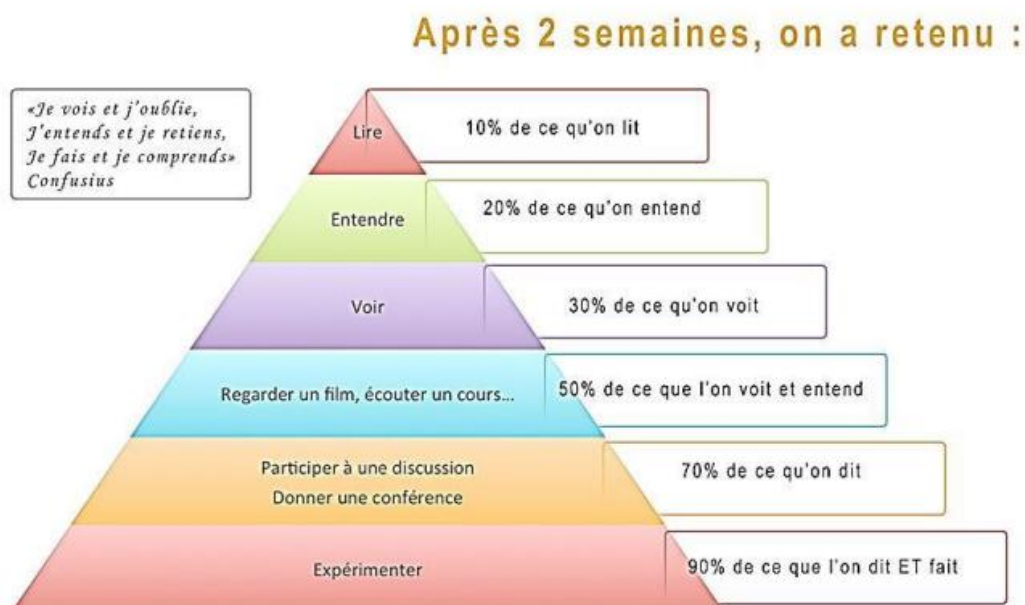 Après 2 semaines, on a retenu :
«Je vois et j'oublie,
J'entends et je retiens,
Je fais et je comprends»
Confusius
Lire
10% de ce qu'on lit
Entendre
20% de ce qu'on entend
Voir
30% de ce qu'on voit
Regarder un film, écouter un cours...
50% de ce que l'on voit et entend
Participer à une discussion
Donner une conférence
70% de ce qu'on dit
Expérimenter
90% de ce que l'on dit ET fait